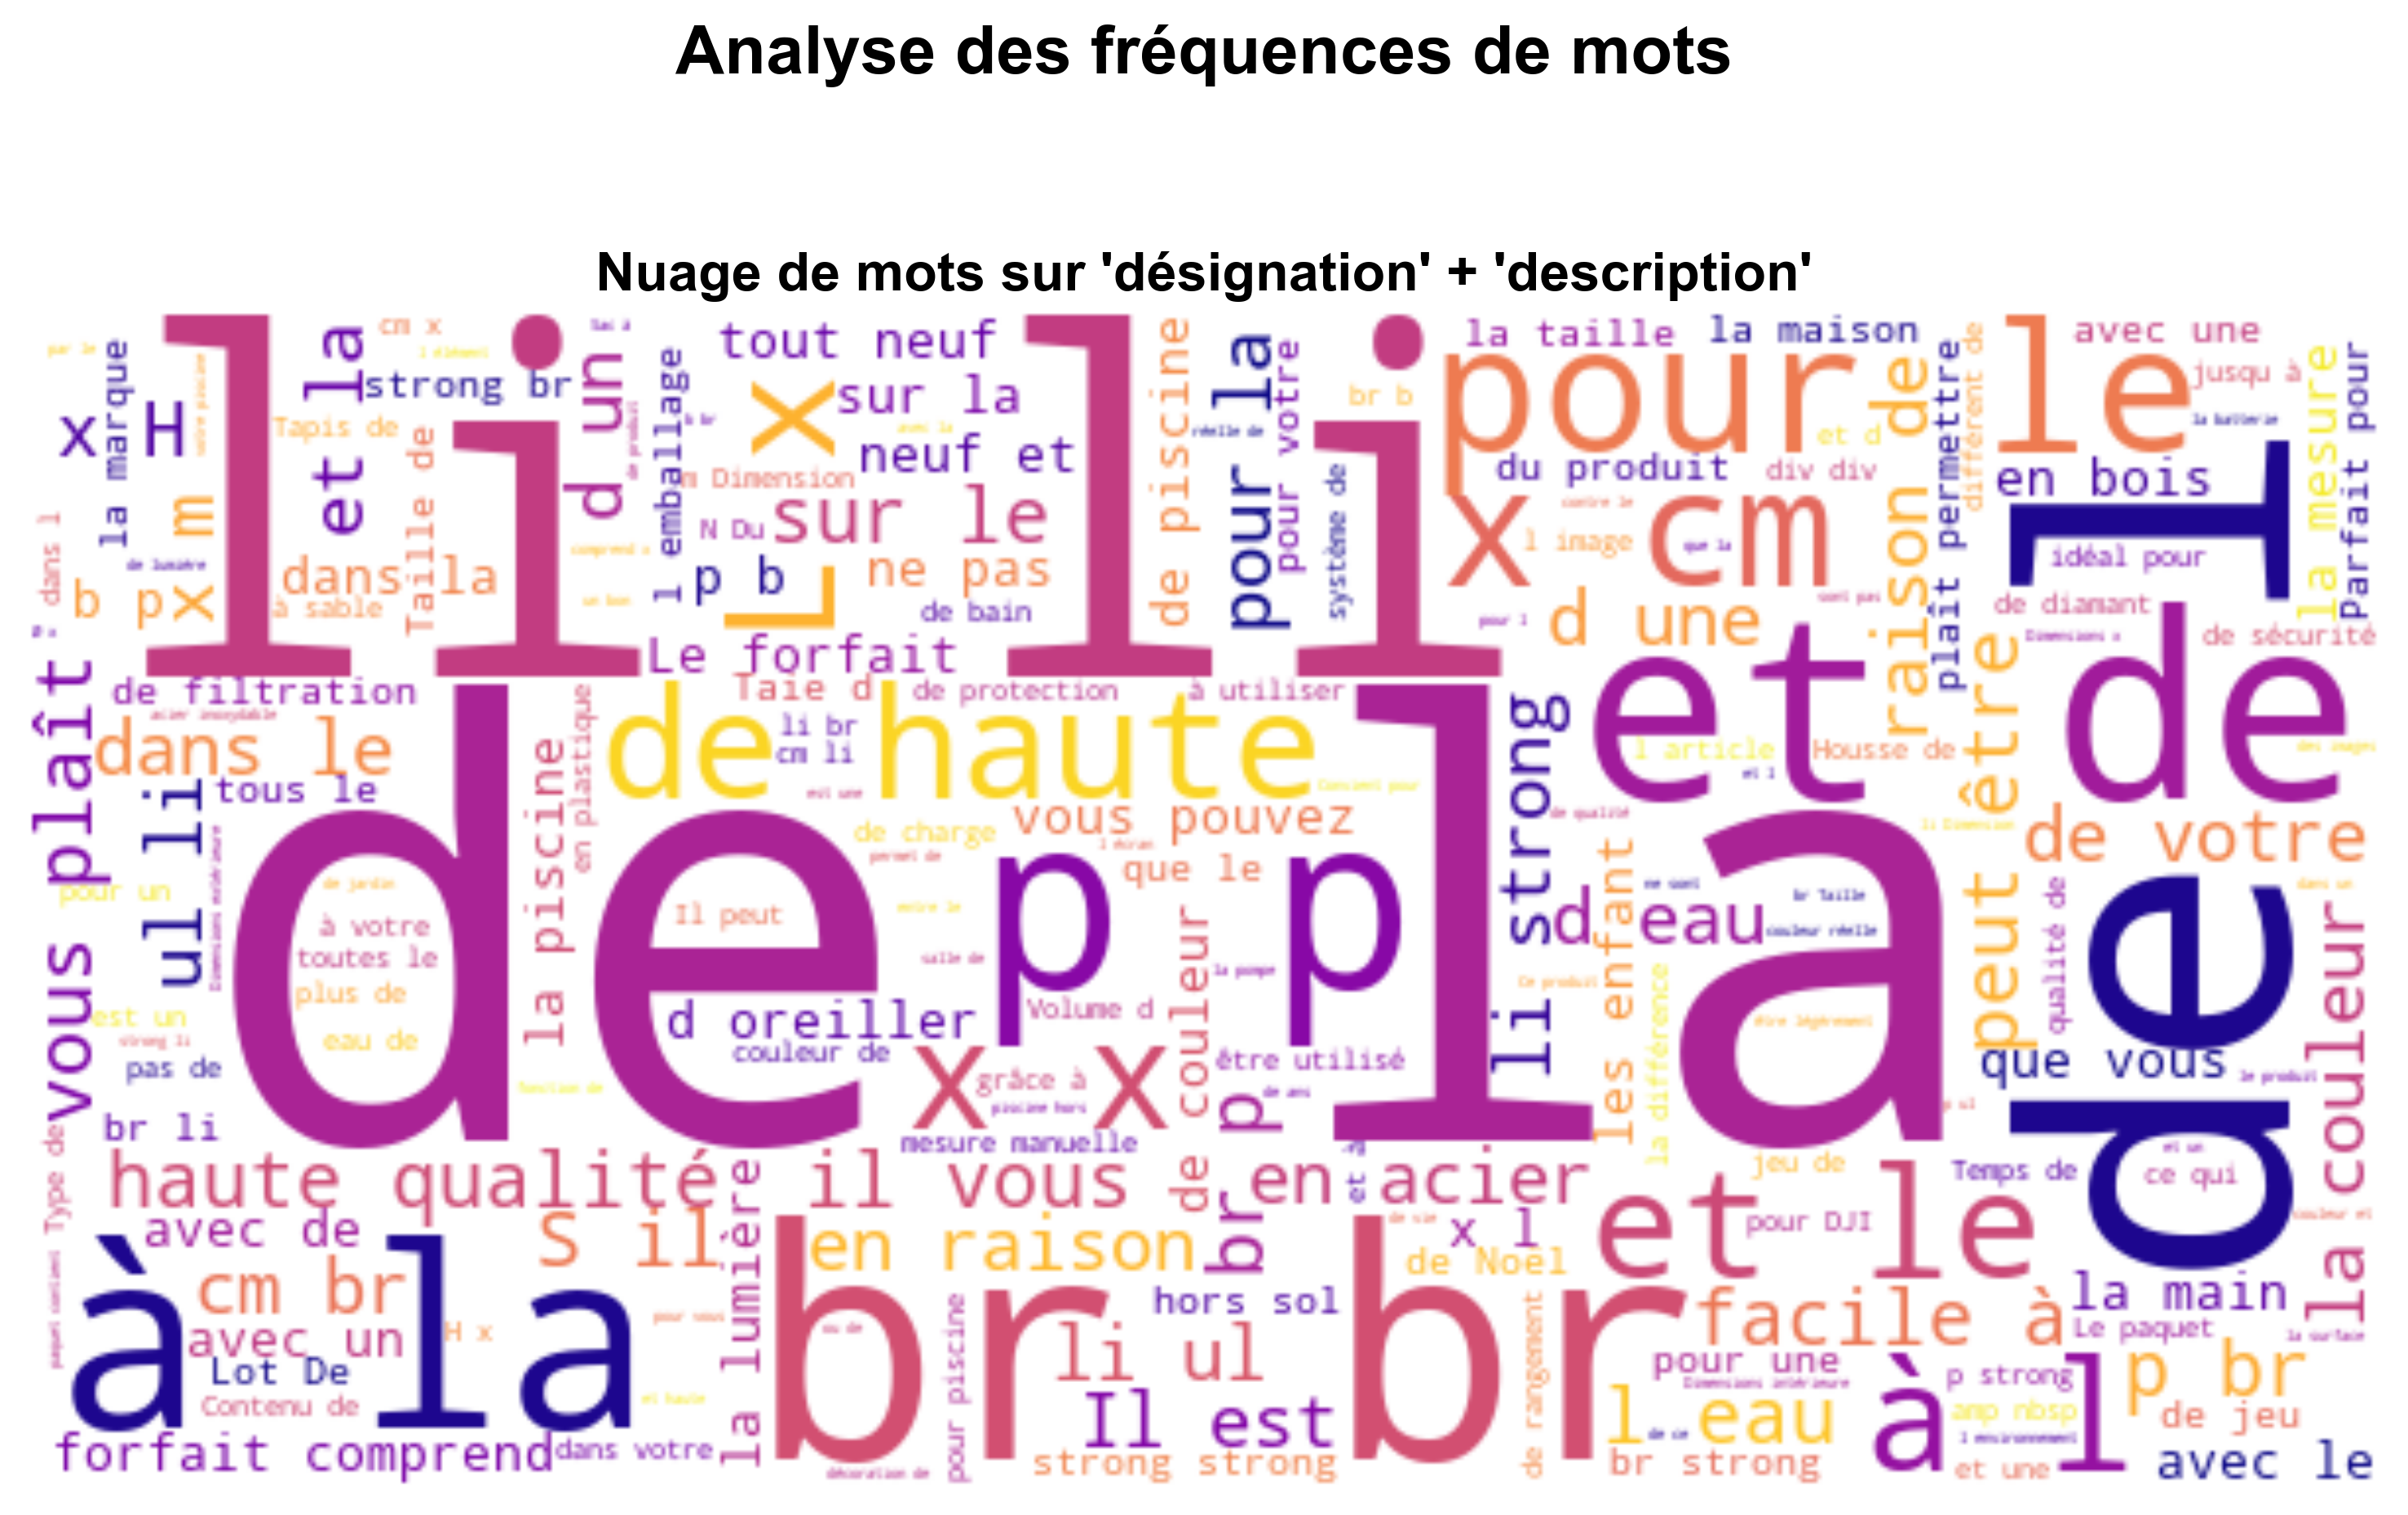 Analyse des fréquences de mots
Nuage de mots sur 'désignation' + 'description'
li li
de la
br br
pour le
de haute
à la
l de
et de
p p
x cm
x x
et le
à l
L x
x m
x H
la marque
et la
cm x
strong br
Tapis de
Taille de
d un
l emballage
tout neuf
sur la
neuf et
m Dimension
N Du
sur le
p b
ne pas
de bain
Le forfait
de piscine
pour la
pour votre
système de
br b
la taille
la maison
et d
du produit
div div
l image
d une
raison de
plaît permettre
différent de
avec une
jusqu à
la batterie
en bois
idéal pour
de diamant
de sécurité
la mesure
Parfait pour
dans l
b p
dans la
à sable
vous plaît
de filtration
dans le
tous le
ul li
la piscine
en plastique
Taie d
de protection
à utiliser
li br
cm li
vous pouvez
de charge
que le
li strong
l article
Housse de
peut être
de votre
d eau
les enfant
la différence
qualité de
la couleur
que vous
pour un
à votre
toutes le
plus de
eau de
est un
pas de
br li
Il peut
d oreiller
couleur de
Volume d
de couleur
être utilisé
grâce à
mesure manuelle
br p
haute qualité
il vous
en acier
jeu de
Temps de
ce qui
Type de
avec de
S il
la lumière
en raison
x l
de Noël
pour DJI
cm br
avec un
H x
Lot De
Contenu de
forfait comprend
dans votre
pour piscine
hors sol
li ul
Il est
strong strong
de rangement
facile à
la main
Le paquet
pour une
l eau
br strong
p strong
amp nbsp
et une
p br
de jeu
avec le